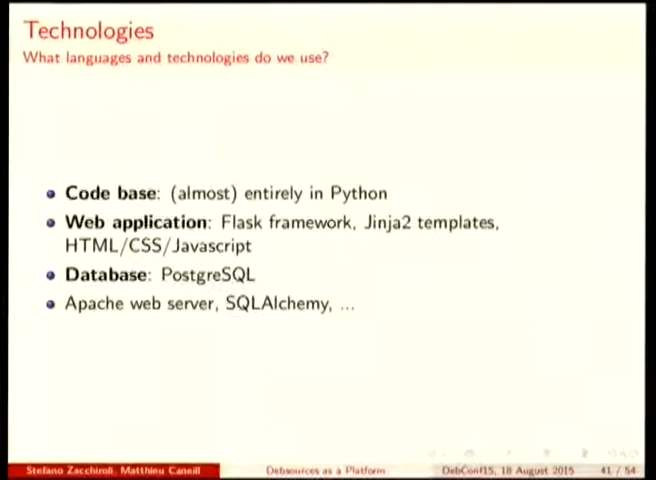 Technologies
What languages and technologies do we use?
Code base: (almost) entirely in Python
Web application: Flask framework, Jinja2 templates,
HTML/CSS/Javascript
Database: PostgreSQL
Apache web server, SQLAlchemy, ...
Stefano Zacchiroli, Matthieu Caneill Debsources as a Platform DebConf15, 18 August 2015 41 / 54